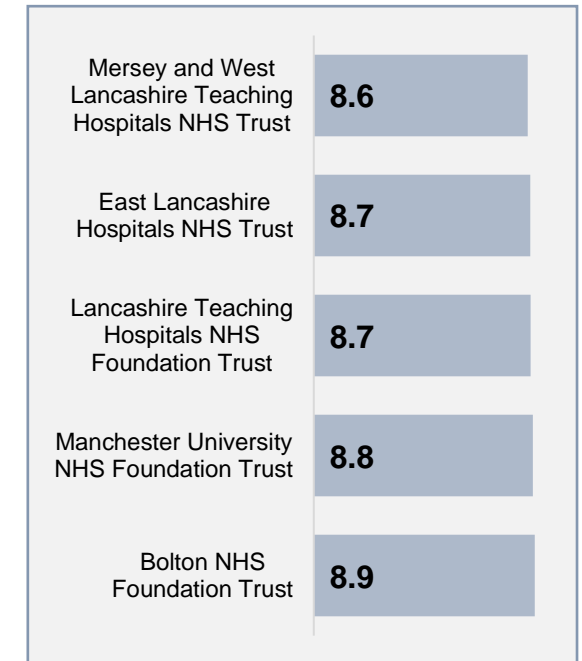 Mersey and West
Lancashire Teaching
Hospitals NHS Trust
8.6
East Lancashire
Hospitals NHS Trust
8.7
Lancashire Teaching
Hospitals NHS
Foundation Trust
8.7
Manchester University
NHS Foundation Trust
8.8
Bolton NHS
Foundation Trust
8.9